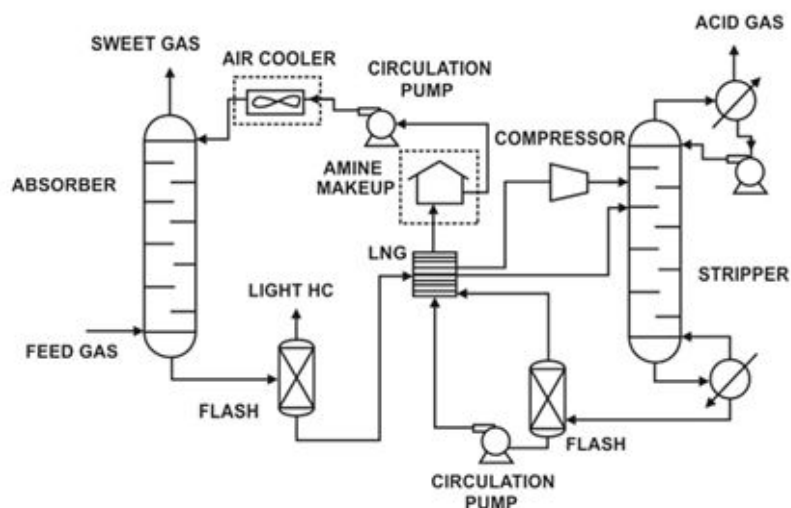 ACID GAS
SWEET GAS
AIR COOLER
CIRCULATION
PUMP
COMPRESSOR
AMINE
MAKEUP
ABSORBER
LNG
LIGHT HC
STRIPPER
FEED GAS
FLASH
FLASH
CIRCULATION
PUMP